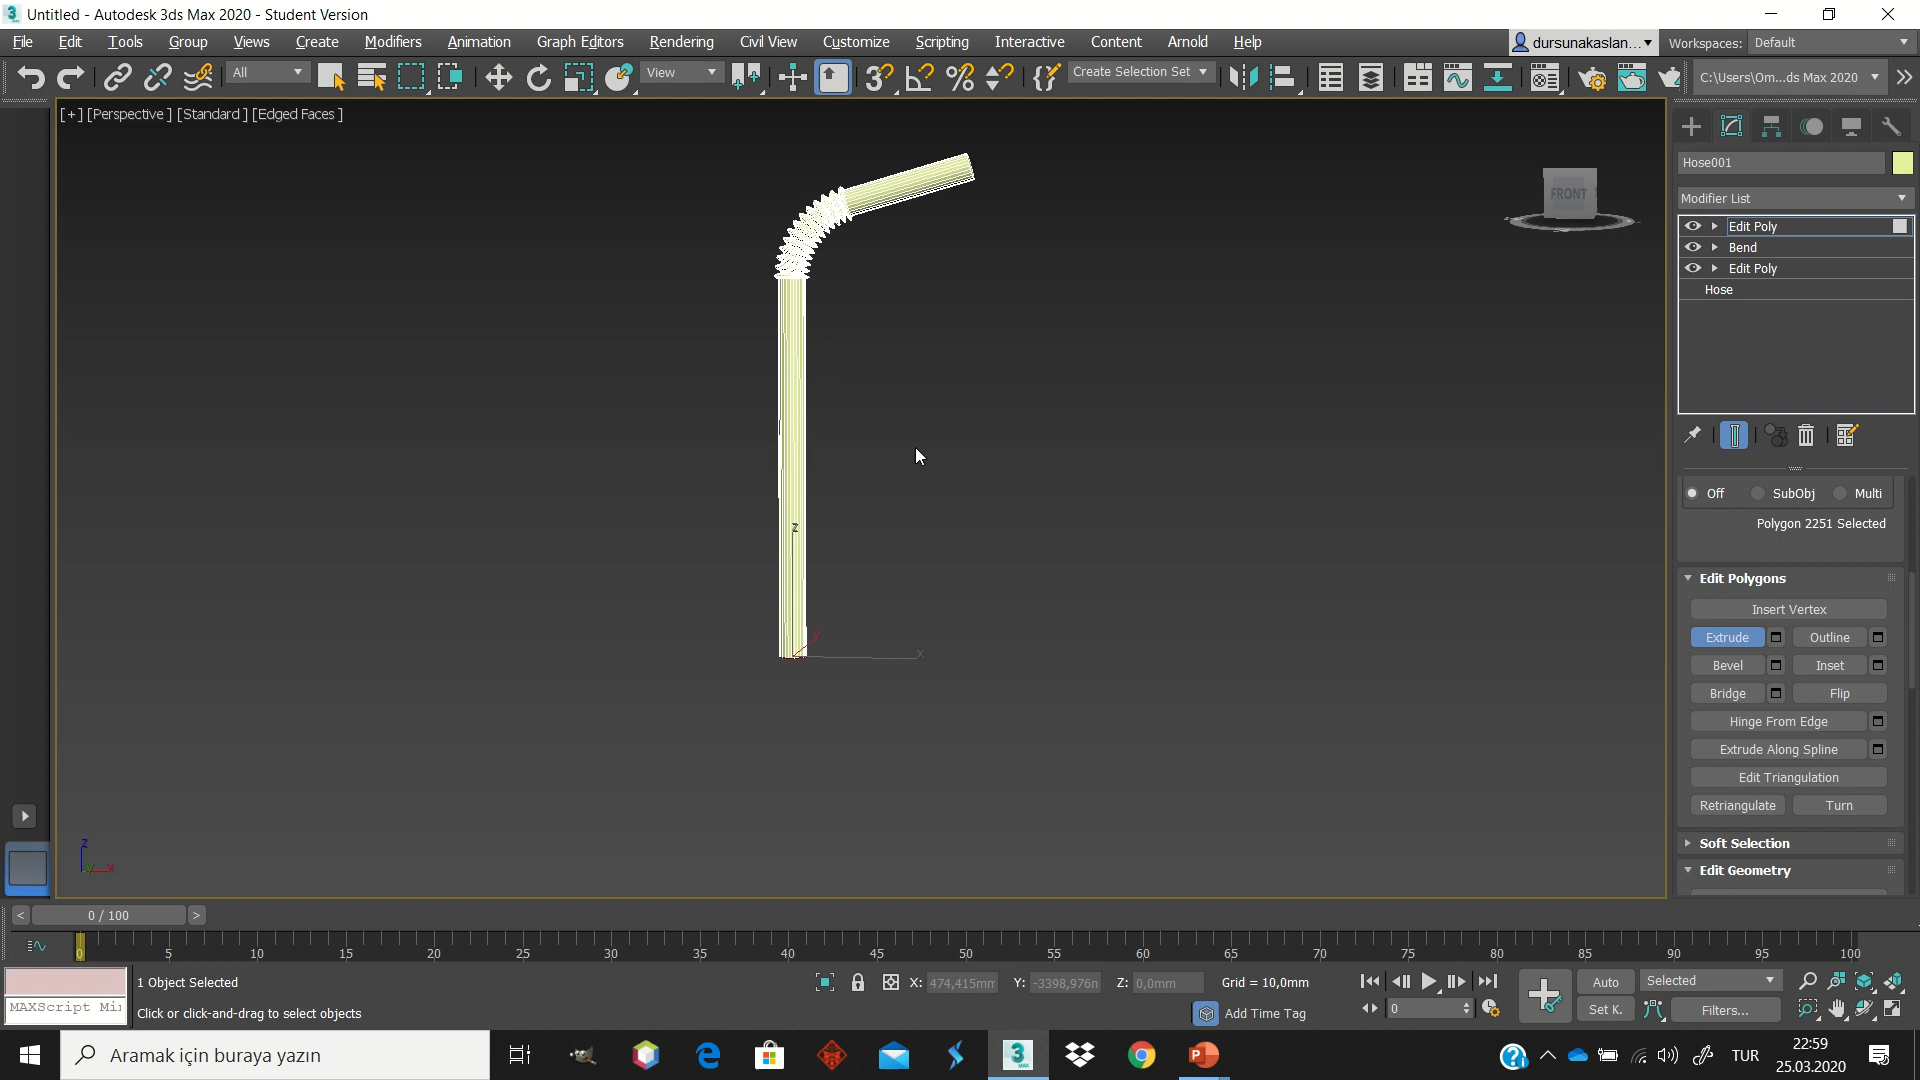 Untitled - Autodesk 3ds Max 2020 - Student Version
File Edit Tools Group Views Create Modifiers Animation Graph Editors Rendering Civil View Customize Scripting Interactive Content Arnold Help
dursunakaslan... Workspaces: Default
All View Create Selection Set C:\Users\Om...ds Max 2020
[+] [Perspective ] [Standard ] [Edged Faces ]
FRONT
Hose001
Modifier List
Edit Poly
Bend
Edit Poly
Hose
Off SubObj Multi
Polygon 2251 Selected
Edit Polygons
Insert Vertex
Extrude Outline
Bevel Inset
Bridge Flip
Hinge From Edge
Extrude Along Spline
Edit Triangulation
Retriangulate Turn
Soft Selection
Edit Geometry
z
y
x
z
y x
< 0 / 100 >
0 5 10 15 20 25 30 35 40 45 50 55 60 65 70 75 80 85 90 95 100
1 Object Selected X: 474,415mm Y: -3398,976m Z: 0,0mm Grid = 10,0mm Auto Selected
MAXScript Mi
Click or click-and-drag to select objects Add Time Tag 0 Set K. Filters...
Aramak için buraya yazın
TUR 22:59
25.03.2020